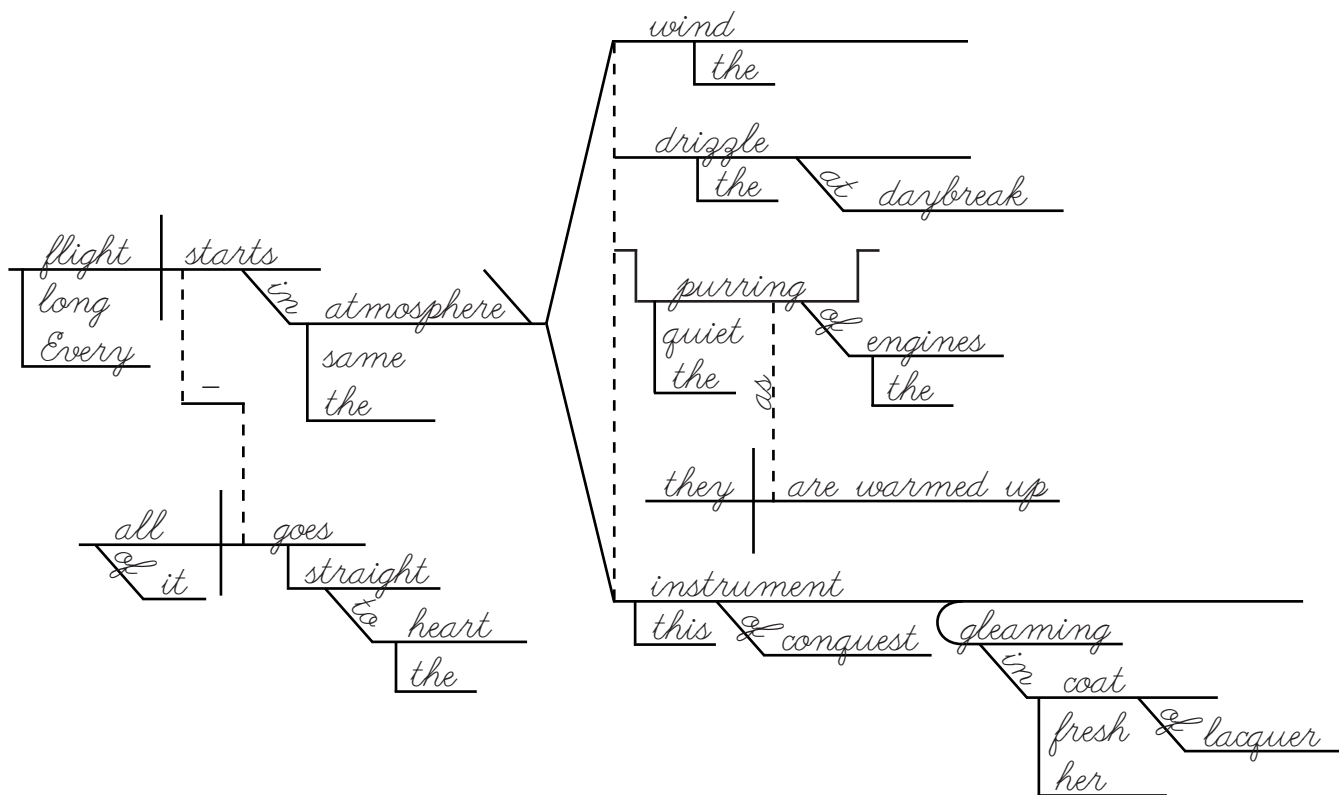 wind
the
drizzle
the
at
daybreak
flight
starts
long
Every
in
atmosphere
same
the
purring
quiet
the
of
engines
the
as
they
are warmed up
–
all
of
it
goes
straight
to
heart
the
instrument
this
of
conquest
gleaming
in
coat
fresh
her
of
lacquer